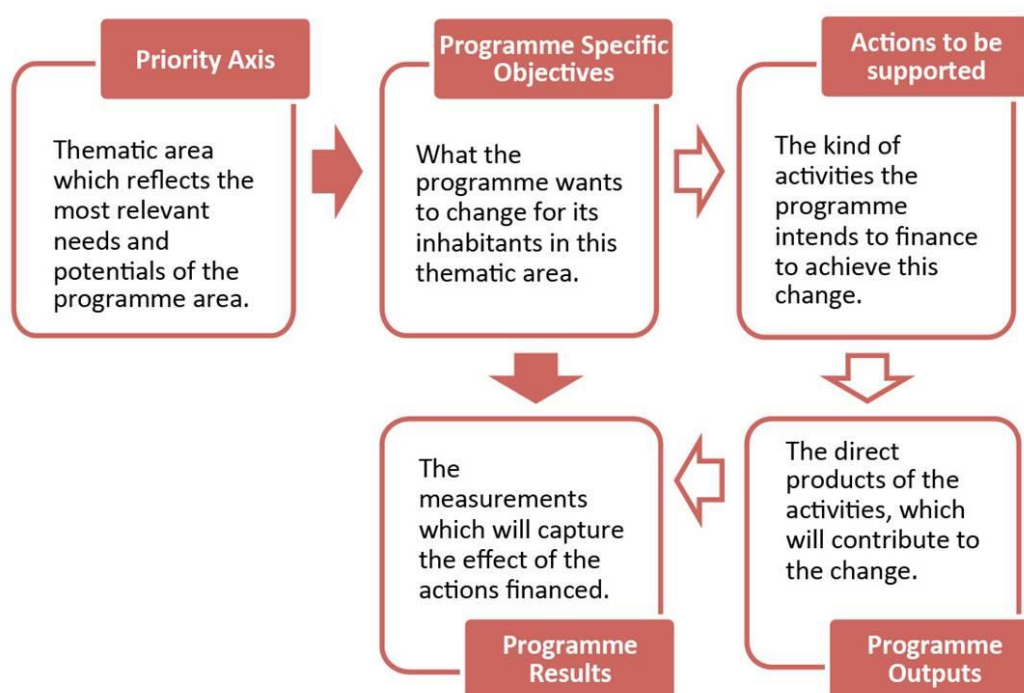 Priority Axis
Thematic area
which reflects the
most relevant
needs and
potentials of the
programme area.
Programme Specific
Objectives
What the
programme wants
to change for its
inhabitants in this
thematic area.
Actions to be
supported
The kind of
activities the
programme
intends to finance
to achieve this
change.
The
measurements
which will capture
the effect of the
actions financed.
Programme
Results
The direct
products of the
activities, which
will contribute to
the change.
Programme
Outputs